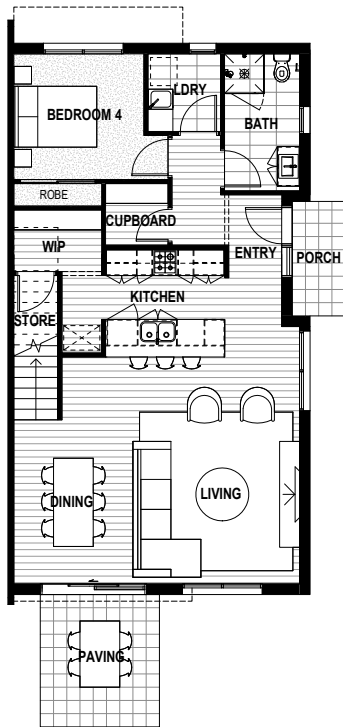 LDRY
BEDROOM 4
BATH
ROBE
CUPBOARD
WIP
ENTRY
PORCH
KITCHEN
STORE
LIVING
DINING
PAVING